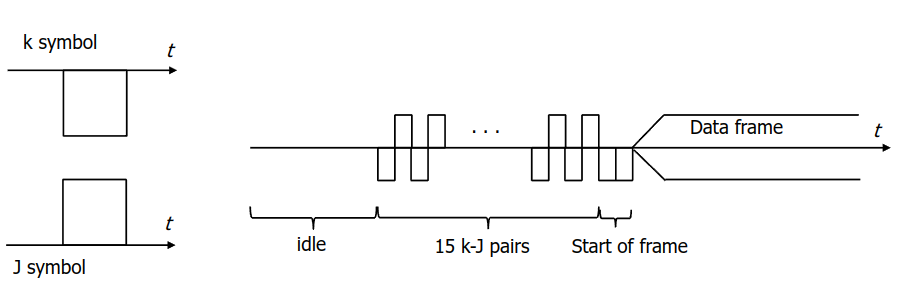 k symbol
t
J symbol
t
. . .
Data frame
t
idle
15 k-J pairs
Start of frame